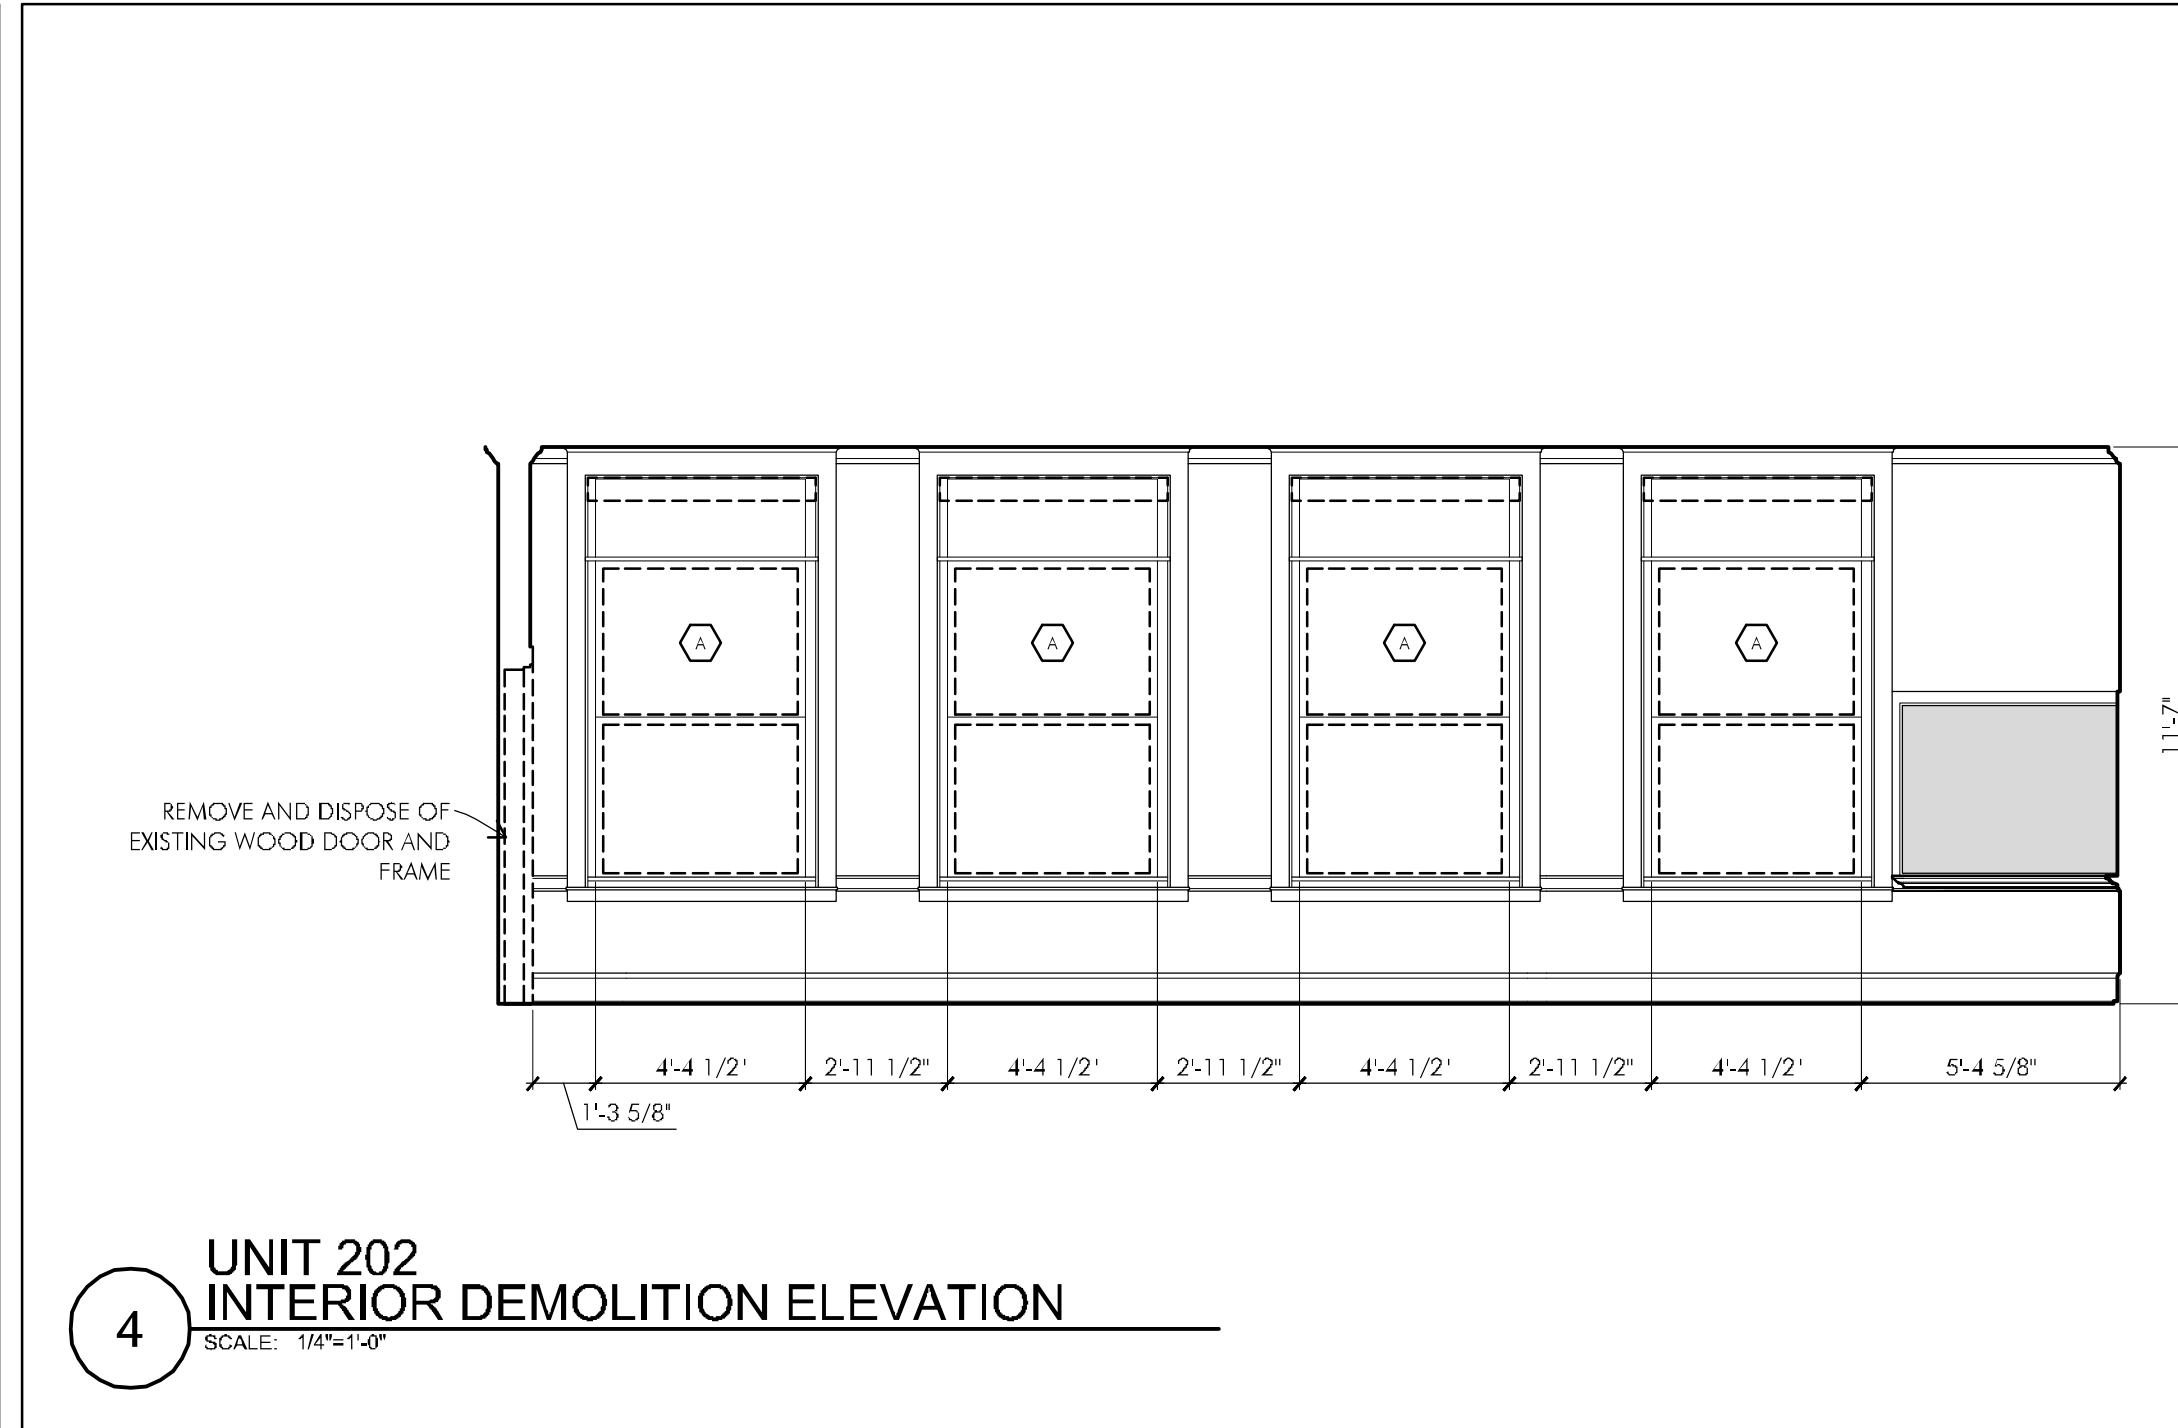 A
A
A
A
11'-7"
REMOVE AND DISPOSE OF
EXISTING WOOD DOOR AND
FRAME
4'-4 1/2'
2'-11 1/2"
4'-4 1/2'
2'-11 1/2"
4'-4 1/2'
2'-11 1/2"
4'-4 1/2'
5'-4 5/8"
1'-3 5/8"
4
UNIT 202
INTERIOR DEMOLITION ELEVATION
SCALE: 1/4"=1'-0"